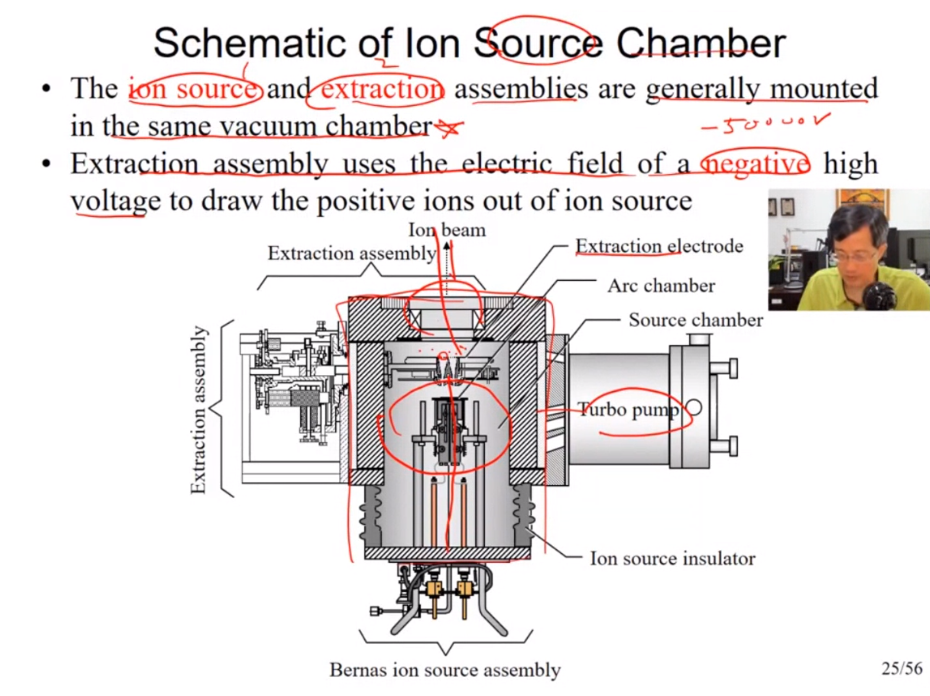 Schematic of Ion Source Chamber
1 2
• The ion source and extraction assemblies are generally mounted
in the same vacuum chamber
-50000V
• Extraction assembly uses the electric field of a negative high
voltage to draw the positive ions out of ion source
Ion beam
Extraction assembly
Extraction electrode
Arc chamber
Source chamber
Extraction assembly
Turbo pump
Ion source insulator
Bernas ion source assembly
25/56